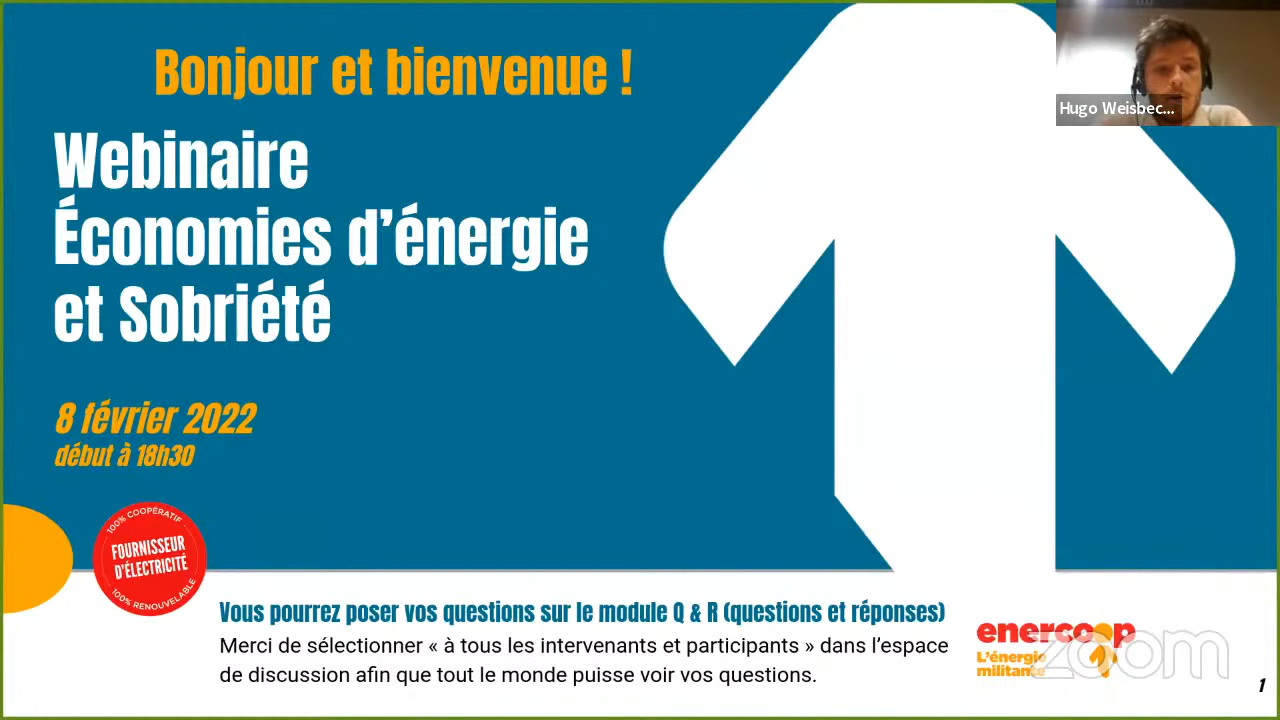 Bonjour et bienvenue !
Hugo Weisbec...
Webinaire
Économies d’énergie
et Sobriété
8 février 2022
début à 18h30
100% COOPÉRATIF
FOURNISSEUR
D’ÉLECTRICITÉ
100% RENOUVELABLE
Vous pourrez poser vos questions sur le module Q & R (questions et réponses)
Merci de sélectionner « à tous les intervenants et participants » dans l’espace
de discussion afin que tout le monde puisse voir vos questions.
enercoop
L’énergie
militante
zoom
1